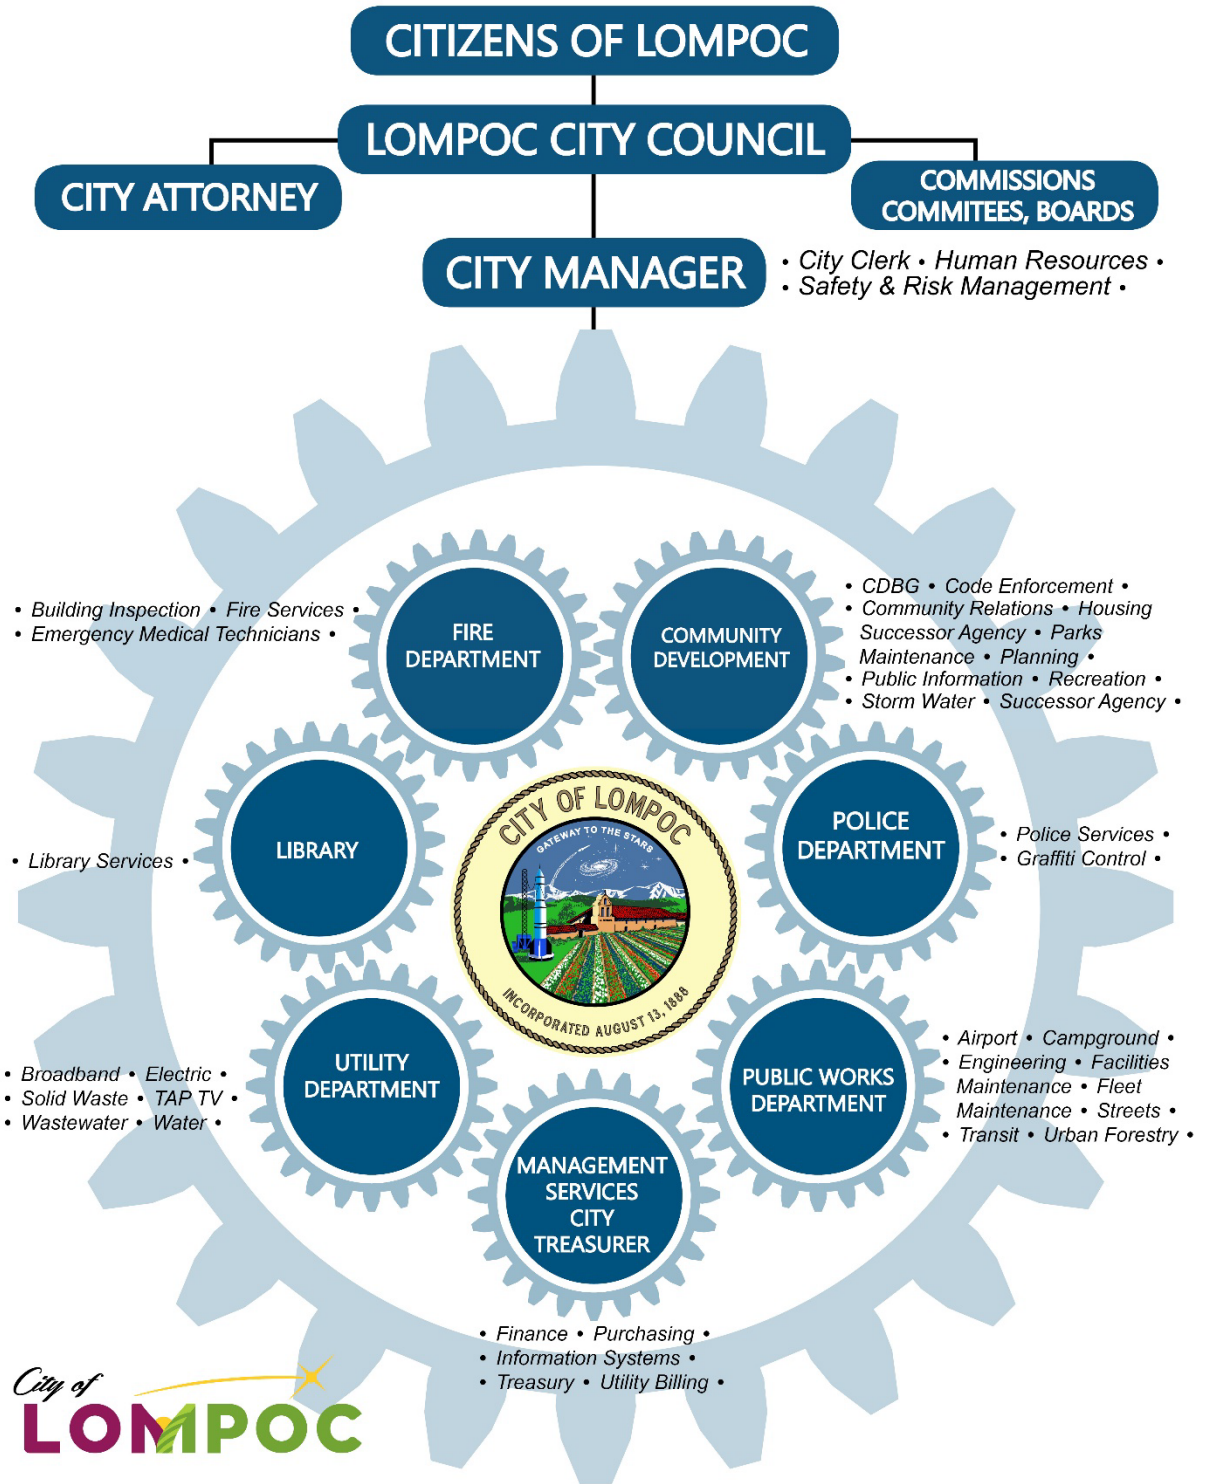 CITIZENS OF LOMPOC
LOMPOC CITY COUNCIL
CITY ATTORNEY
COMMISSIONS
COMMITEES, BOARDS
CITY MANAGER
• City Clerk • Human Resources •
• Safety & Risk Management •
FIRE
DEPARTMENT
• Building Inspection • Fire Services •
• Emergency Medical Technicians •
COMMUNITY
DEVELOPMENT
• CDBG • Code Enforcement •
• Community Relations • Housing
Successor Agency • Parks
Maintenance • Planning •
• Public Information • Recreation •
• Storm Water • Successor Agency •
LIBRARY
• Library Services •
CITY OF LOMPOC
GATEWAY TO THE STARS
INCORPORATED AUGUST 13, 1888
POLICE
DEPARTMENT
• Police Services •
• Graffiti Control •
UTILITY
DEPARTMENT
• Broadband • Electric •
• Solid Waste • TAP TV •
• Wastewater • Water •
PUBLIC WORKS
DEPARTMENT
• Airport • Campground •
• Engineering • Facilities
Maintenance • Fleet
Maintenance • Streets •
• Transit • Urban Forestry •
MANAGEMENT
SERVICES
CITY
TREASURER
• Finance • Purchasing •
• Information Systems •
• Treasury • Utility Billing •
City of
LOMPOC